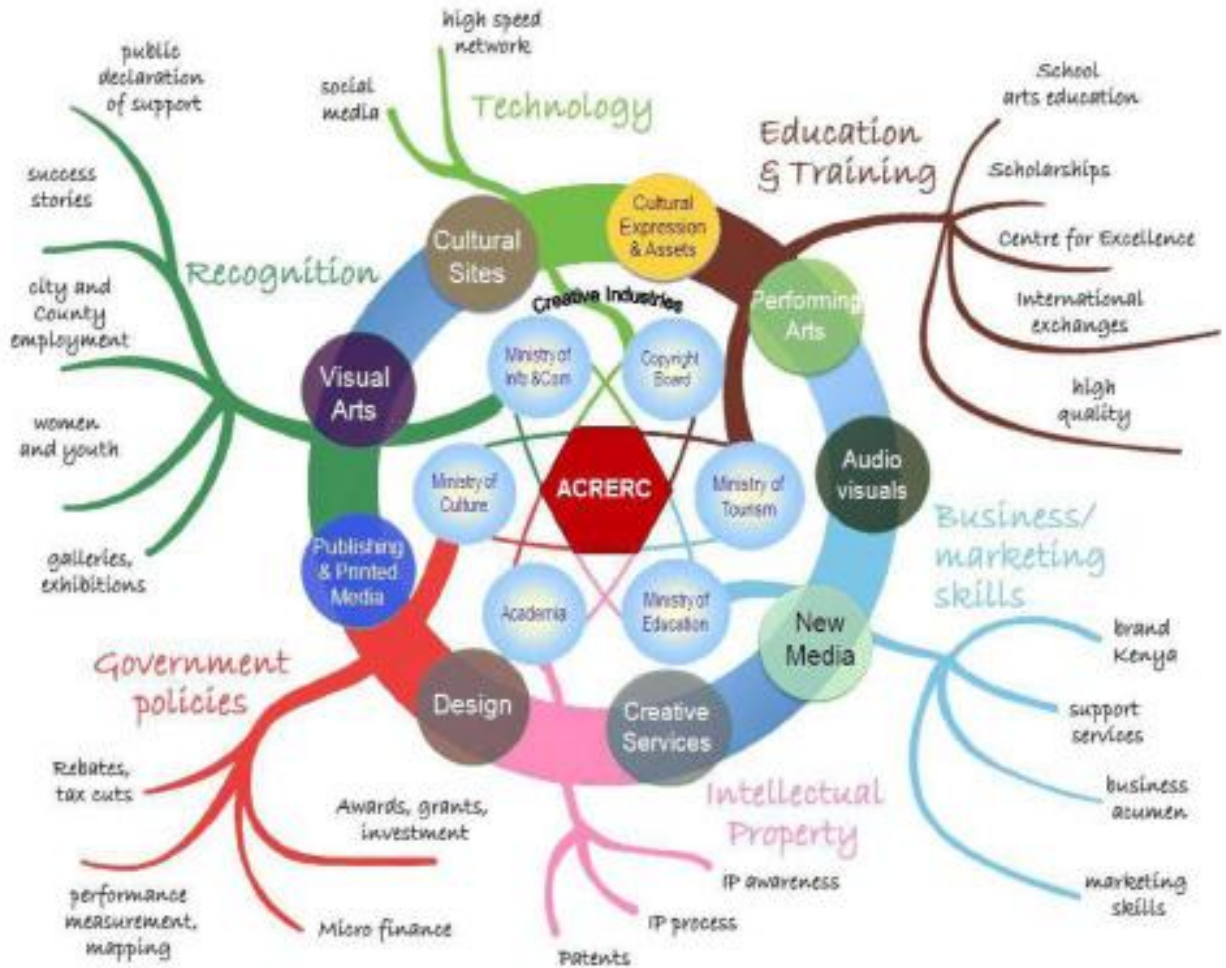 high speed
network
social
media
Technology
public
declaration
of support
success
stories
city and
County
employment
women
and youth
galleries,
exhibitions
Recognition
Education
& Training
School
arts education
Scholarships
Centre for Excellence
International
exchanges
high
quality
Cultural
Sites
Cultural
Expression
& Assets
Performing
Arts
Visual
Arts
Audio
visuals
Publishing
& Printed
Media
New
Media
Design
Creative
Services
Creative Industries
Ministry of
Info &Com
Copyright
Board
Ministry of
Culture
ACRERC
Ministry of
Tourism
Academia
Ministry of
Education
Business/
marketing
skills
brand
Kenya
support
services
business
acumen
marketing
skills
Government
policies
Rebates,
tax cuts
Awards, grants,
investment
performance
measurement,
mapping
Micro finance
Intellectual
Property
IP awareness
IP process
Patents